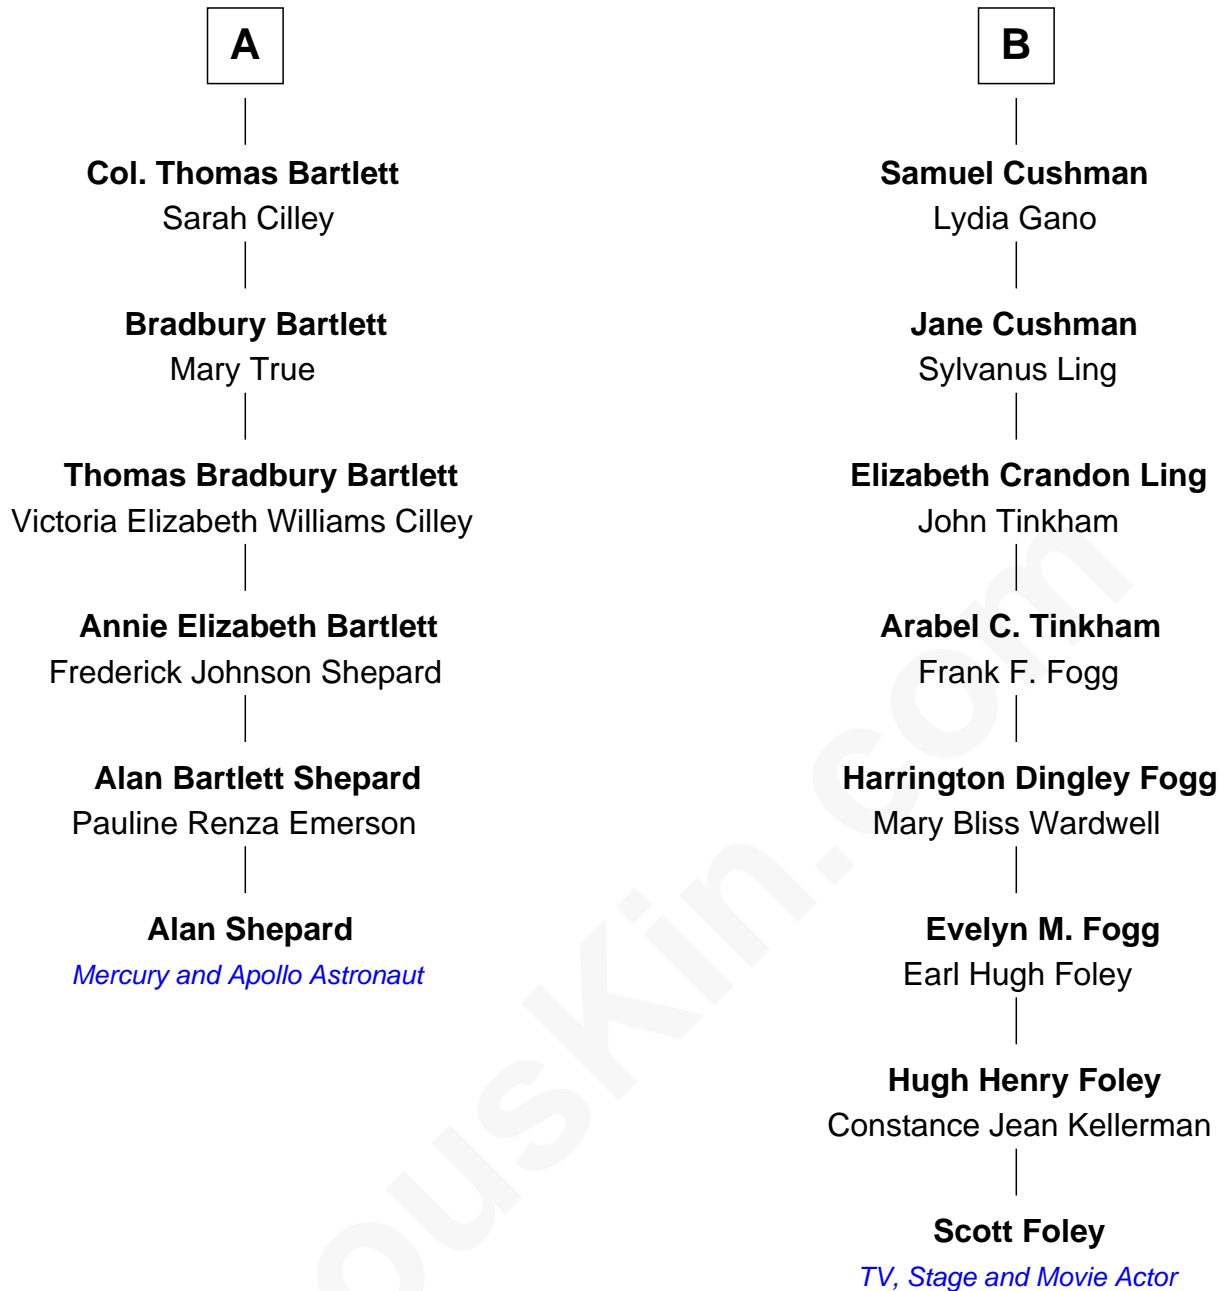 A
Col. Thomas Bartlett
Sarah Cilley
Bradbury Bartlett
Mary True
Thomas Bradbury Bartlett
Victoria Elizabeth Williams Cilley
Annie Elizabeth Bartlett
Frederick Johnson Shepard
Alan Bartlett Shepard
Pauline Renza Emerson
Alan Shepard
Mercury and Apollo Astronaut
B
Samuel Cushman
Lydia Gano
Jane Cushman
Sylvanus Ling
Elizabeth Crandon Ling
John Tinkham
Arabel C. Tinkham
Frank F. Fogg
Harrington Dingley Fogg
Mary Bliss Wardwell
Evelyn M. Fogg
Earl Hugh Foley
Hugh Henry Foley
Constance Jean Kellerman
Scott Foley
TV, Stage and Movie Actor
ousKin.com